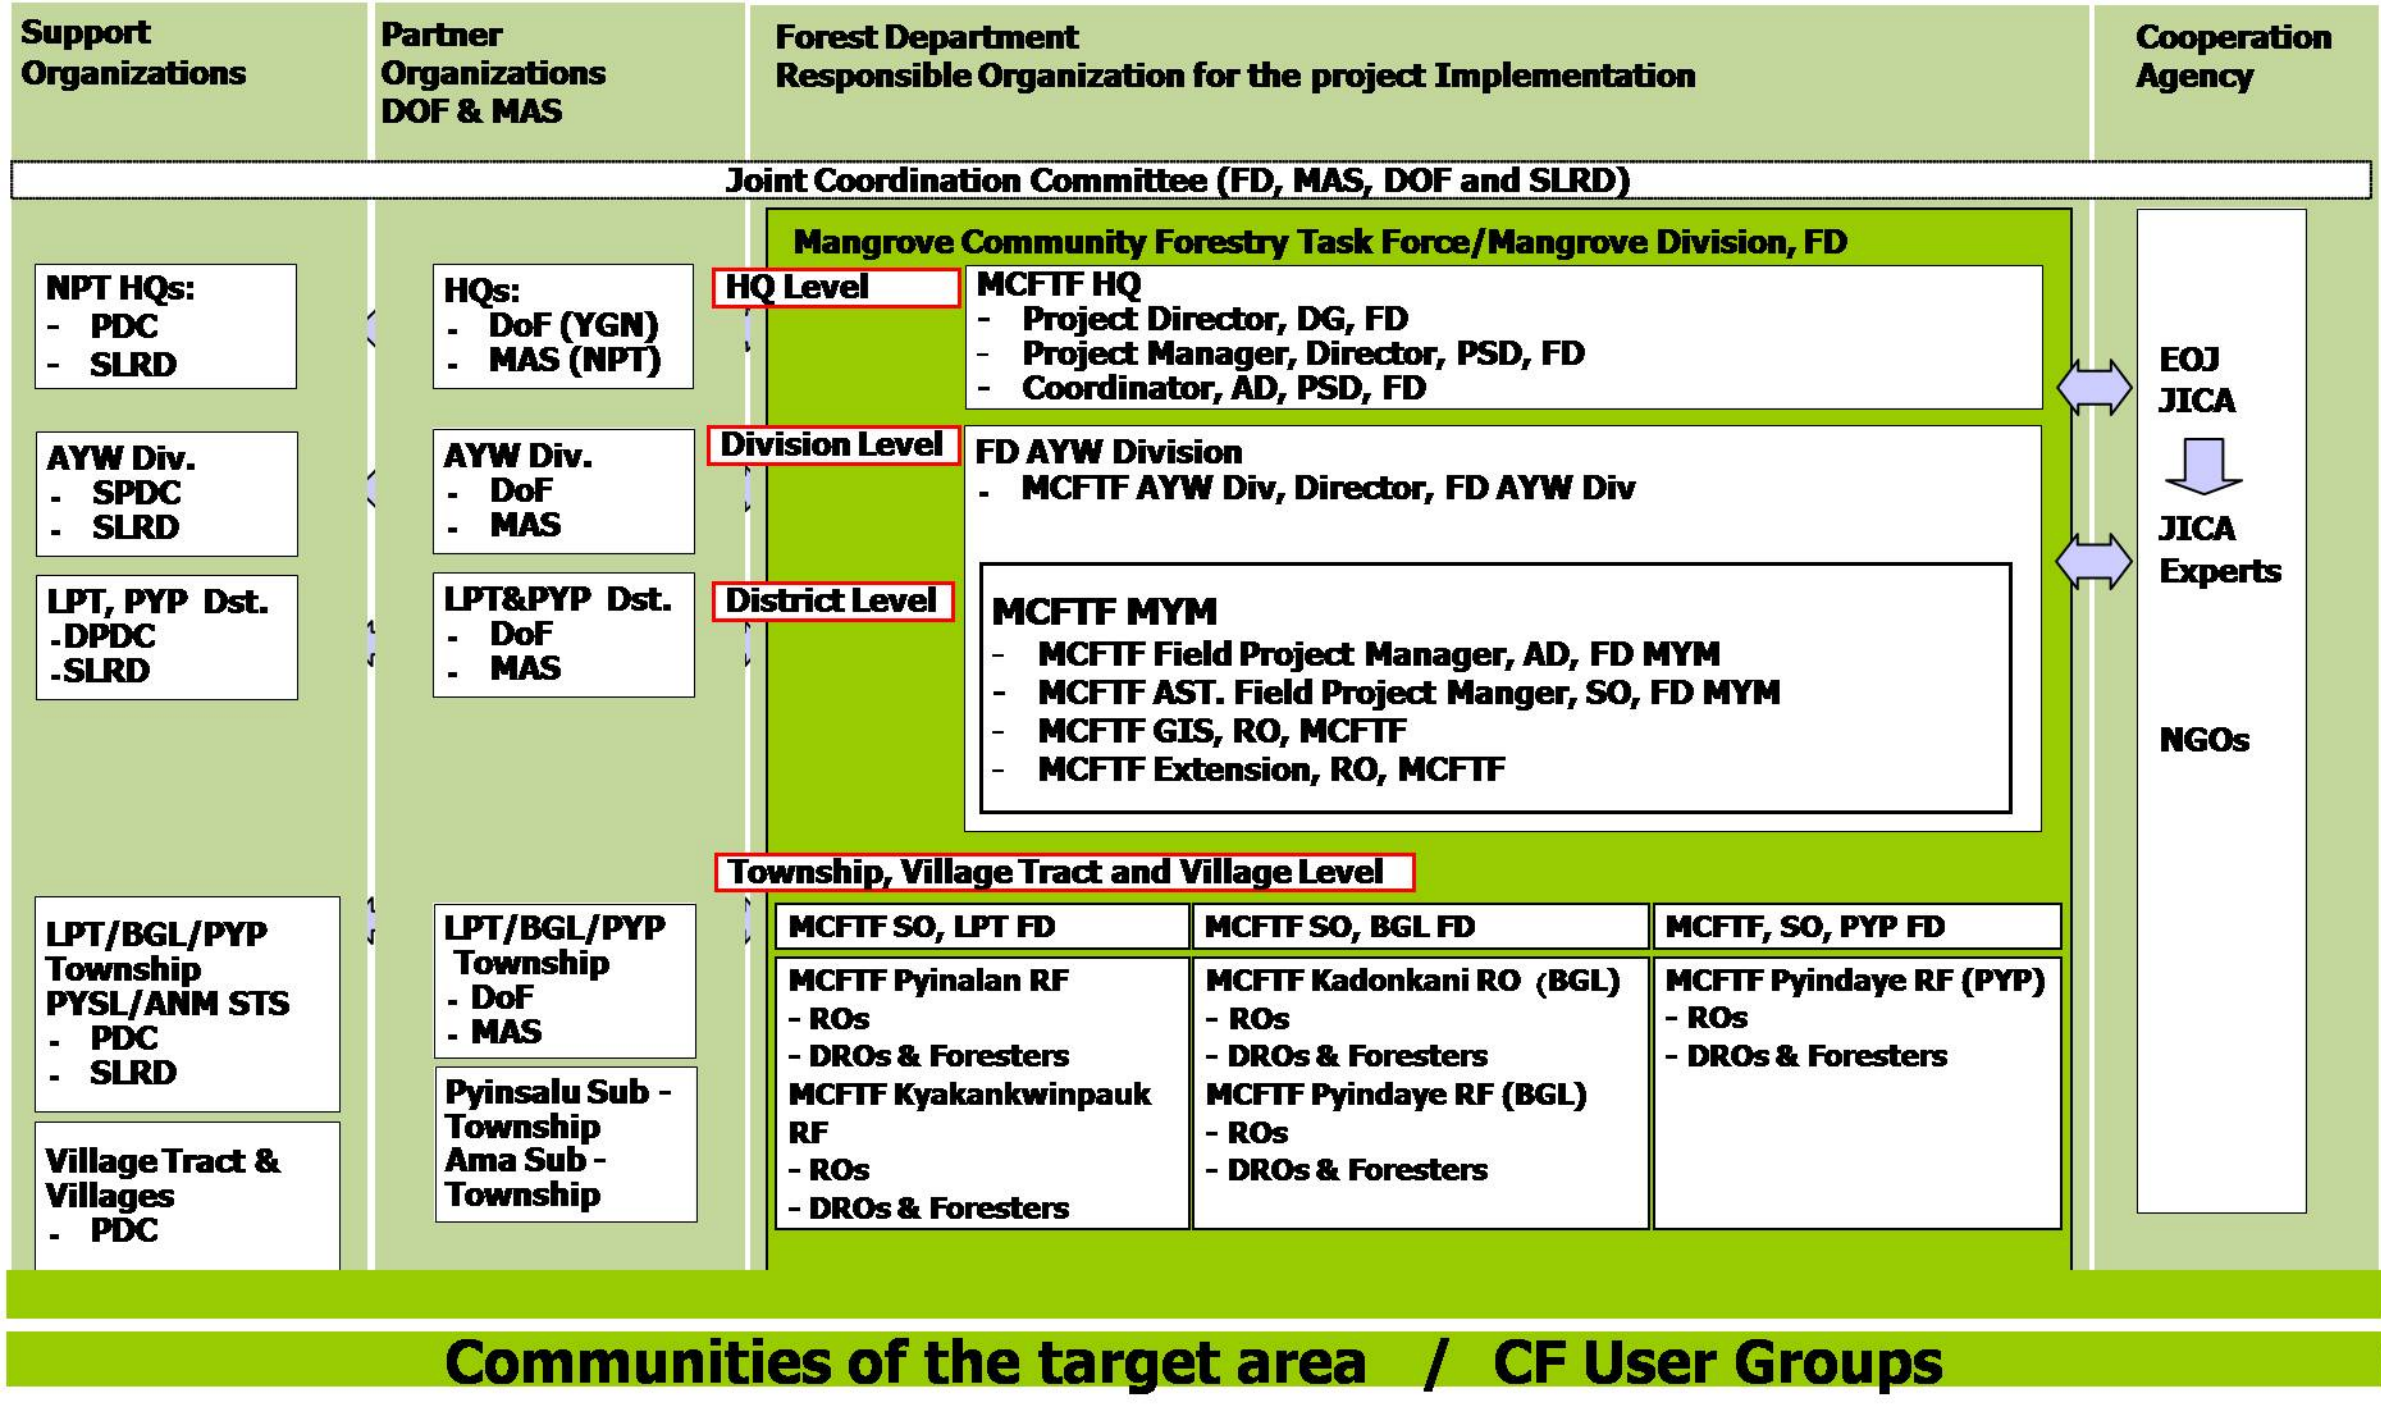 Support
Organizations
Partner
Organizations
DOF & MAS
Forest Department
Responsible Organization for the project Implementation
Cooperation
Agency
Joint Coordination Committee (FD, MAS, DOF and SLRD)
Mangrove Community Forestry Task Force/Mangrove Division, FD
NPT HQs:
- PDC
- SLRD
HQs:
- DoF (YGN)
- MAS (NPT)
HQ Level
MCFTF HQ
- Project Director, DG, FD
- Project Manager, Director, PSD, FD
- Coordinator, AD, PSD, FD
AYW Div.
- SPDC
- SLRD
AYW Div.
- DoF
- MAS
Division Level
FD AYW Division
- MCFTF AYW Div, Director, FD AYW Div
LPT, PYP Dst.
-DPDC
-SLRD
LPT&PYP Dst.
- DoF
- MAS
District Level
MCFTF MYM
- MCFTF Field Project Manager, AD, FD MYM
- MCFTF AST. Field Project Manger, SO, FD MYM
- MCFTF GIS, RO, MCFTF
- MCFTF Extension, RO, MCFTF
EOJ
JICA
JICA
Experts
NGOs
Township, Village Tract and Village Level
LPT/BGL/PYP
Township
PYSL/ANM STS
- PDC
- SLRD
Village Tract &
Villages
- PDC
LPT/BGL/PYP
Township
- DoF
- MAS
Pyinsalu Sub -
Township
Ama Sub -
Township
MCFTF SO, LPT FD
MCFTF Pyinalan RF
- ROs
- DROs & Foresters
MCFTF Kyakankwinpauk
RF
- ROs
- DROs & Foresters
MCFTF SO, BGL FD
MCFTF Kadonkani RO (BGL)
- ROs
- DROs & Foresters
MCFTF Pyindaye RF (BGL)
- ROs
- DROs & Foresters
MCFTF, SO, PYP FD
MCFTF Pyindaye RF (PYP)
- ROs
- DROs & Foresters
Communities of the target area / CF User Groups